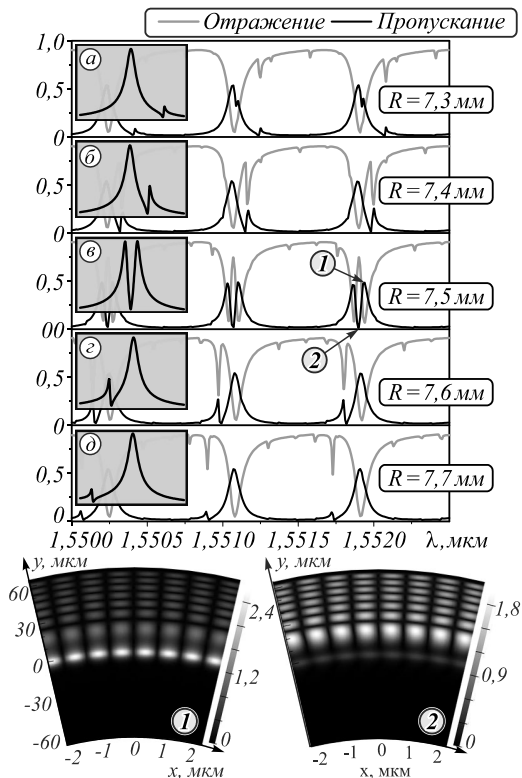 Отражение Пропускание
1,0
а
0,5
R = 7,3 мм
0
б
0,5
R = 7,4 мм
0
в
1
0,5
R = 7,5 мм
00
2
г
0,5
R = 7,6 мм
0
д
0,5
R = 7,7 мм
0
1,5500 1,5505 1,5510 1,5520 λ, мкм
y, мкм
60
30
0
-30
-60
2,4
1,2
0
1
-2 -1 0 1 2
x, мкм
y, мкм
1,8
0,9
0
2
-2 -1 0 1 2
x, мкм